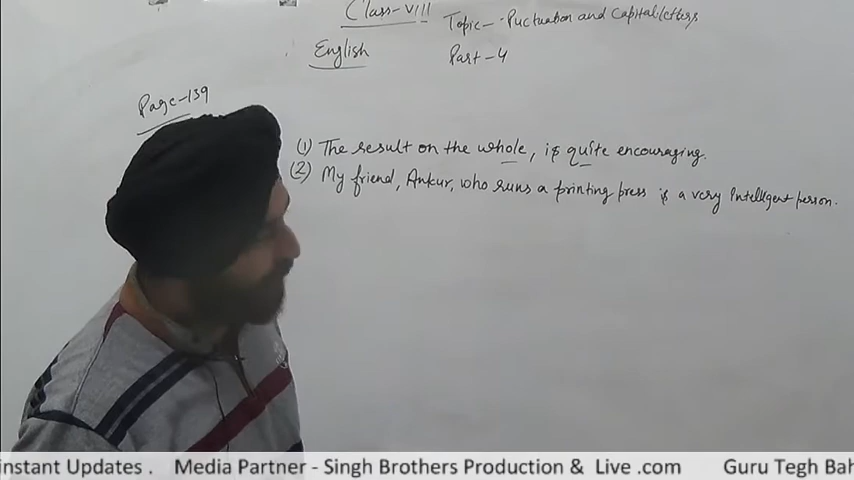 Class-VIII
Topic- Puctuation and Capital letters
English
Part-4
Page-139
(1) The result on the whole, is quite encouraging.
(2) My friend, Ankur, who runs a printing press is a very Intelligent person.
instant Updates . Media Partner - Singh Brothers Production & Live .com Guru Tegh Bah